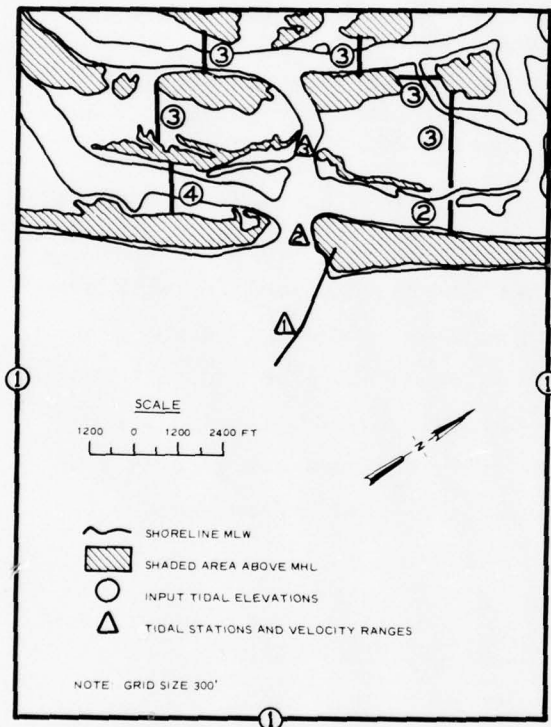 3 3
3
3 3
3
4 2
2
1
1 1
SCALE
1200 0 1200 2400 FT
N
SHORELINE MLW
SHADED AREA ABOVE MHL
INPUT TIDAL ELEVATIONS
TIDAL STATIONS AND VELOCITY RANGES
NOTE: GRID SIZE 300'
1